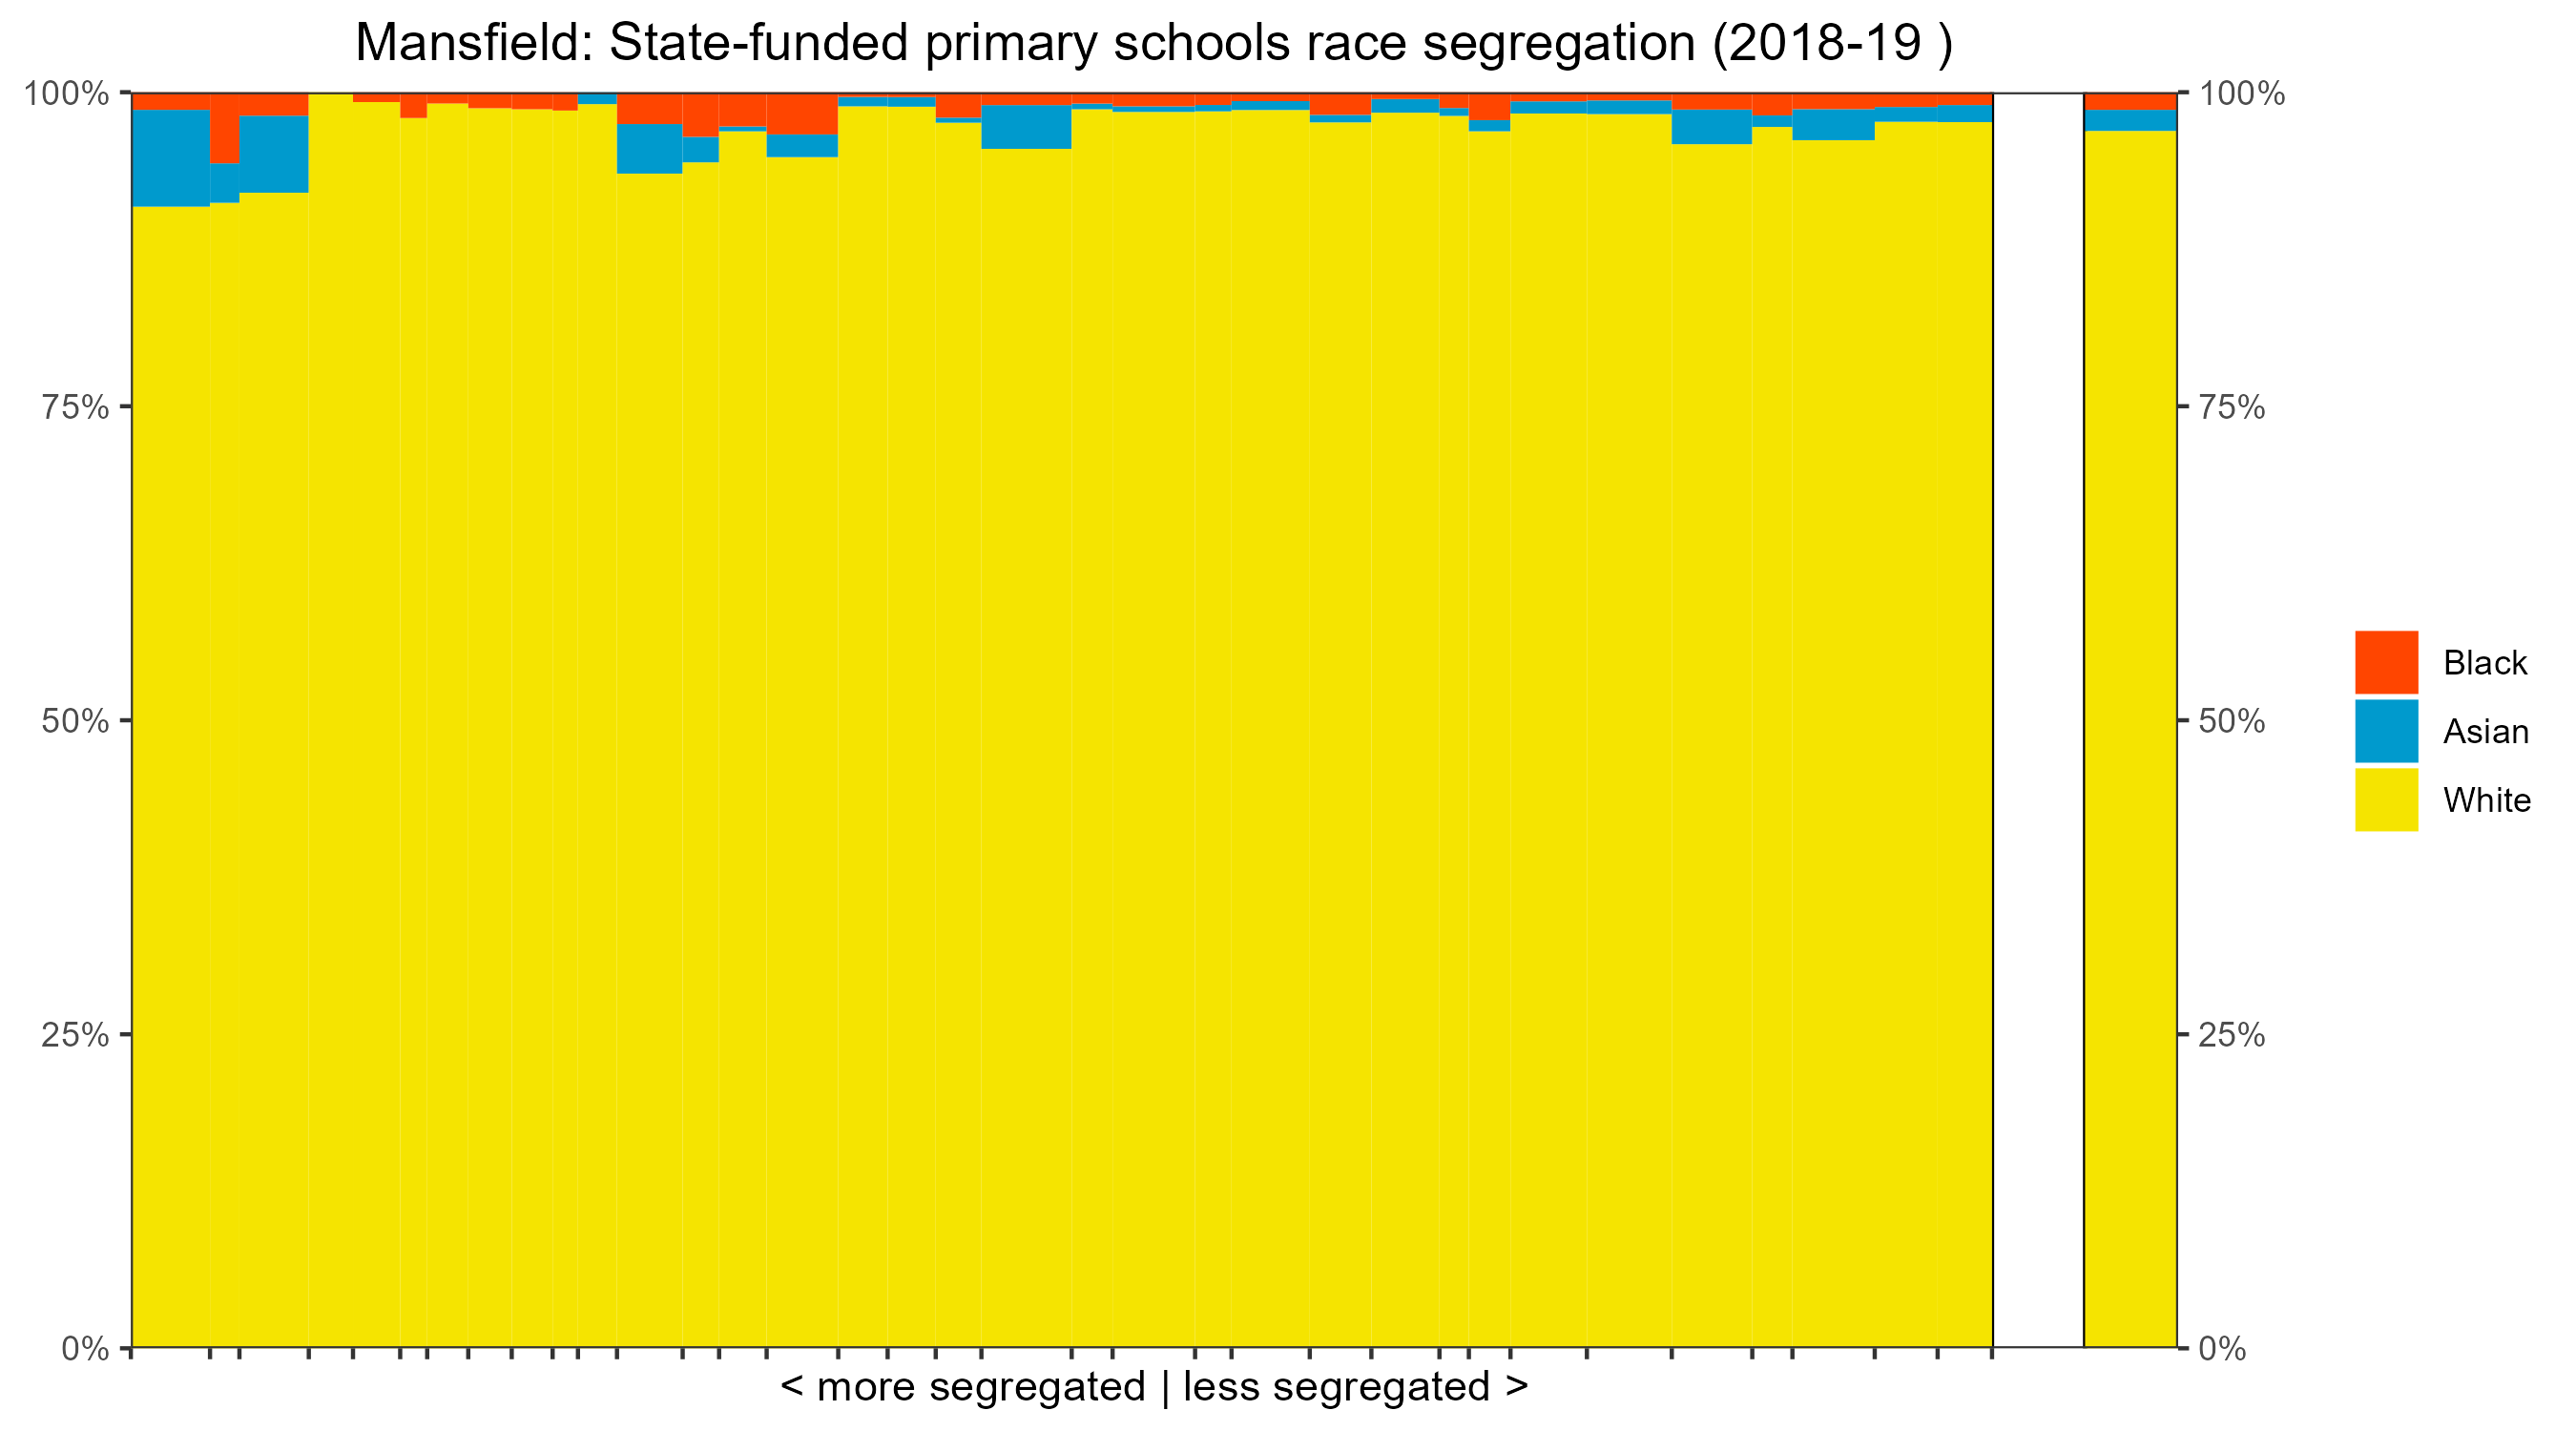 Mansfield: State-funded primary schools race segregation (2018-19 )
100%
75%
50%
25%
0%
100%
75%
50%
25%
0%
Black
Asian
White
< more segregated | less segregated >